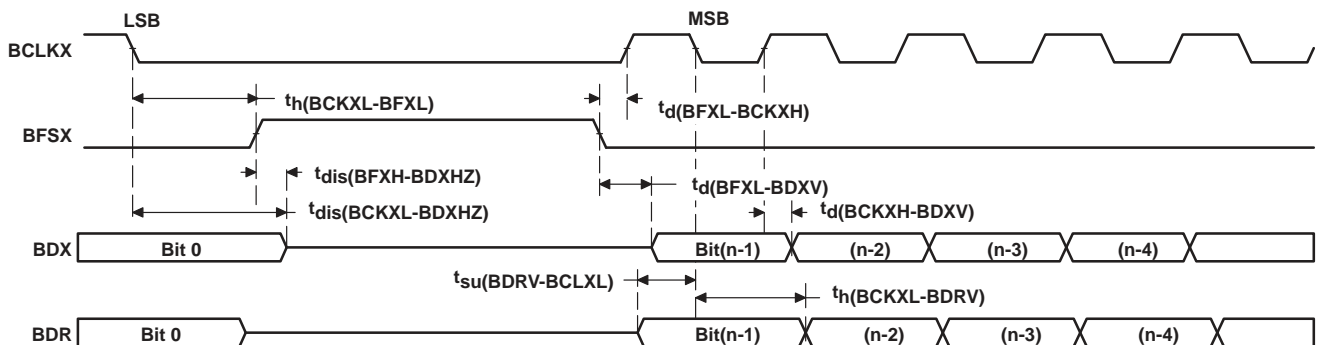 LSB MSB
BCLKX
th(BCKXL-BFXL) td(BFXL-BCKXH)
BFSX
tdis(BFXH-BDXHZ) td(BFXL-BDXV)
tdis(BCKXL-BDXHZ) td(BCKXH-BDXV)
BDX Bit 0 Bit(n-1) (n-2) (n-3) (n-4)
tsu(BDRV-BCLXL) th(BCKXL-BDRV)
BDR Bit 0 Bit(n-1) (n-2) (n-3) (n-4)